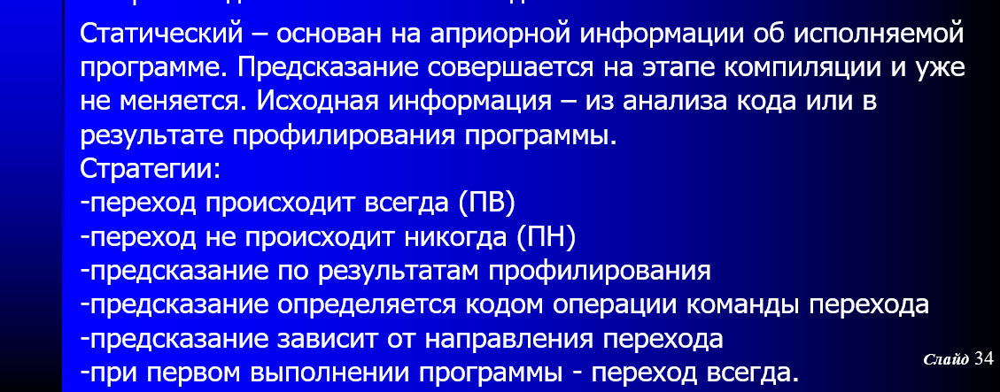 Статический – основан на априорной информации об исполняемой
программе. Предсказание совершается на этапе компиляции и уже
не меняется. Исходная информация – из анализа кода или в
результате профилирования программы.
Стратегии:
-переход происходит всегда (ПВ)
-переход не происходит никогда (ПН)
-предсказание по результатам профилирования
-предсказание определяется кодом операции команды перехода
-предсказание зависит от направления перехода
-при первом выполнении программы - переход всегда.
Слайд 34